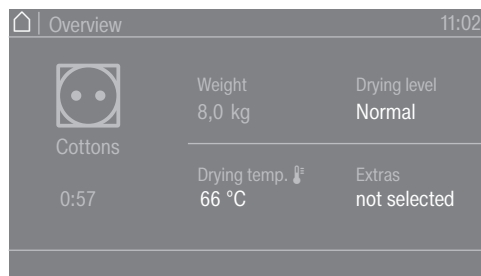 Overview
11:02
Cottons
0:57
Weight
8,0 kg
Drying level
Normal
Drying temp.
66 °C
Extras
not selected